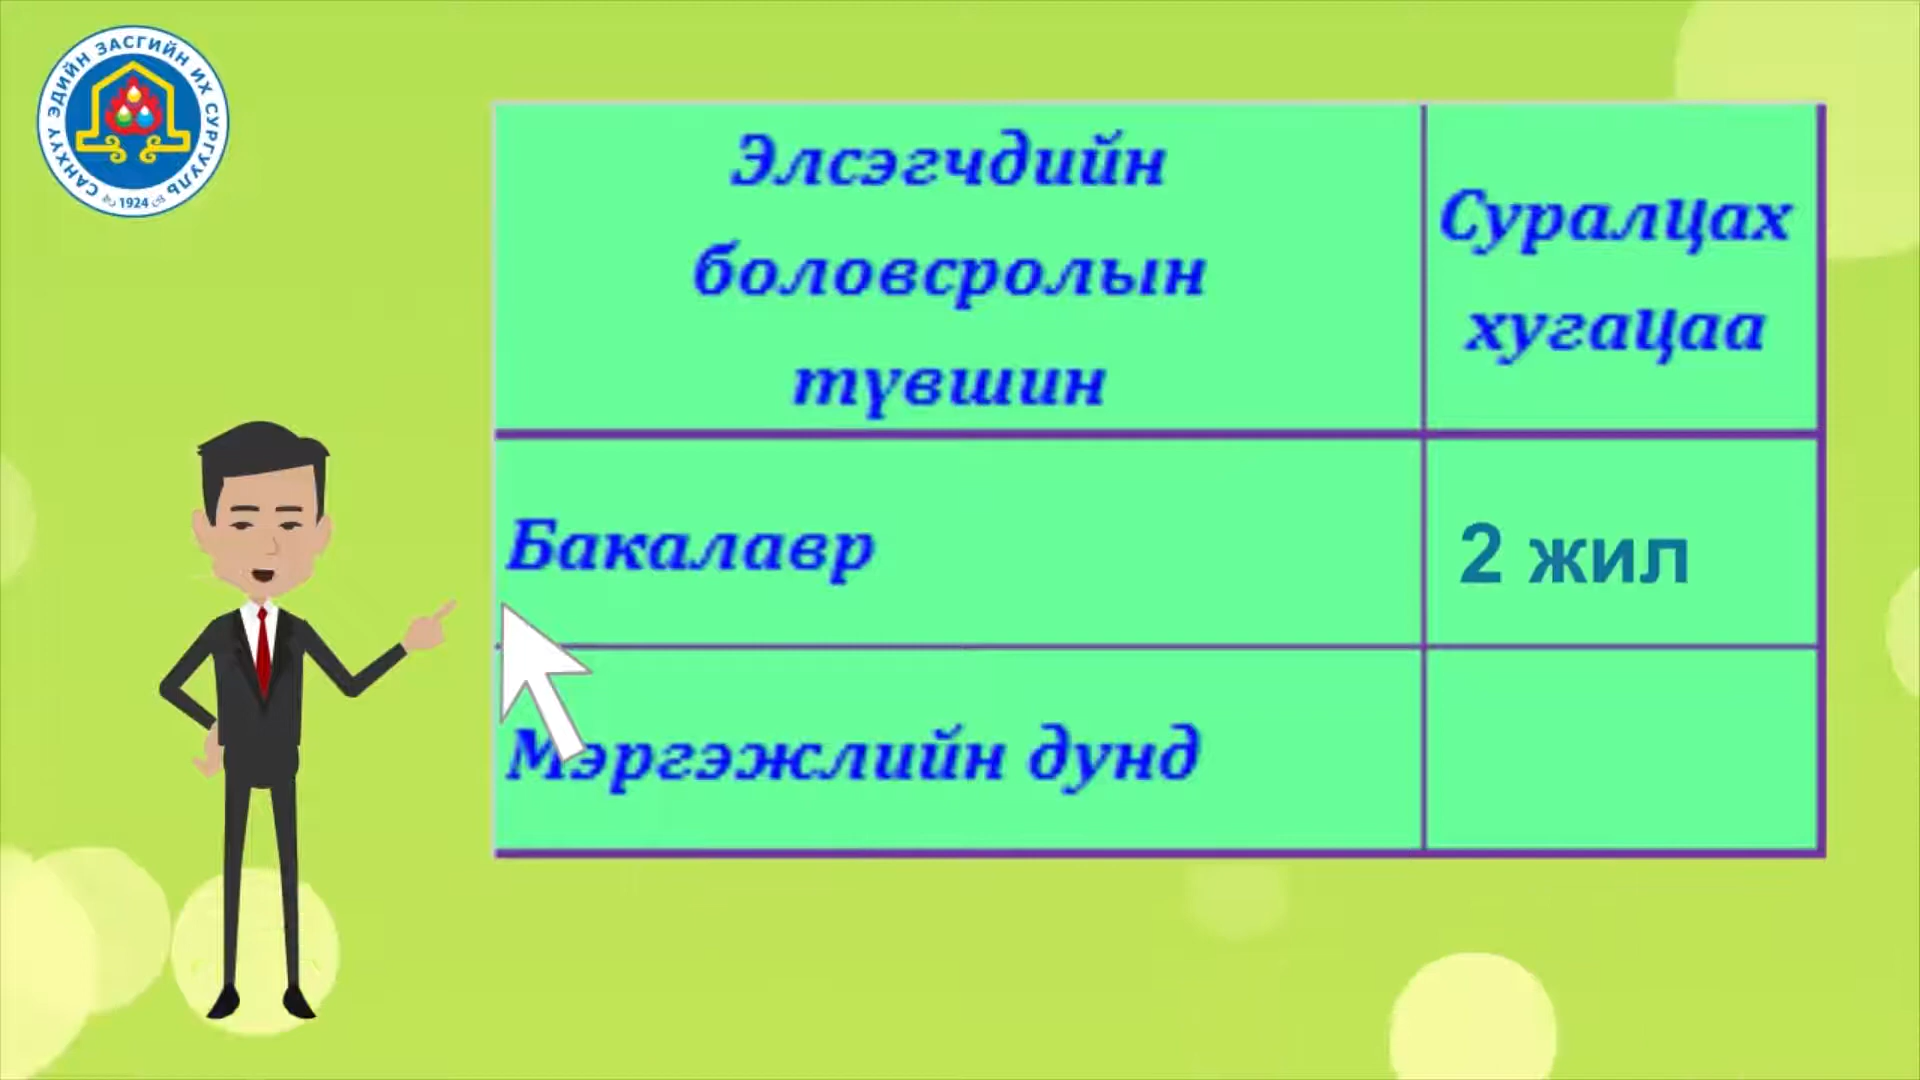 САНХҮҮ ЭДИЙН ЗАСГИЙН ИХ СУРГУУЛЬ
1924
Элсэгчдийн
боловсролын
түвшин
Суралцах
хугацаа
Бакалавр
2 жил
Мэргэжлийн дунд